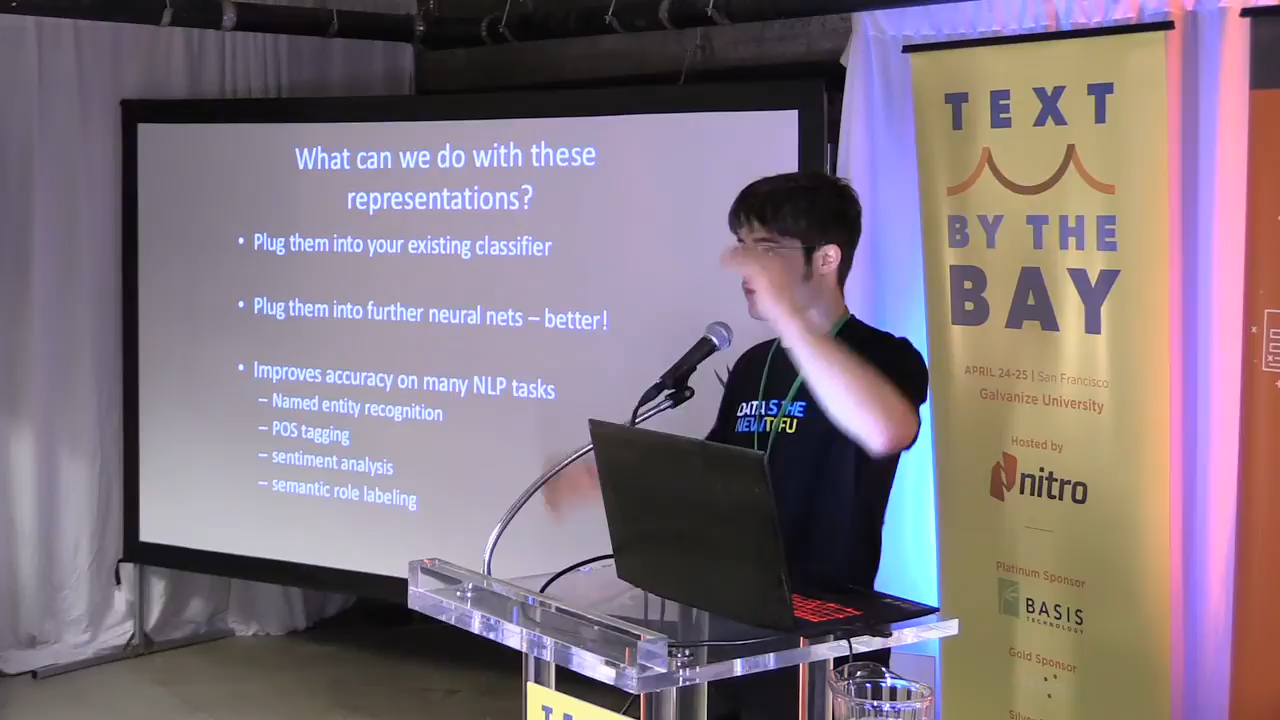 What can we do with these
representations?
• Plug them into your existing classifier
• Plug them into further neural nets – better!
• Improves accuracy on many NLP tasks
– Named entity recognition
– POS tagging
– sentiment analysis
– semantic role labeling
DATA IS THE
NEW TOFU
TEXT
BY THE
BAY
APRIL 24-25 | San Francisco
Galvanize University
Hosted by
nitro
Platinum Sponsor
BASIS
TECHNOLOGY
Gold Sponsor